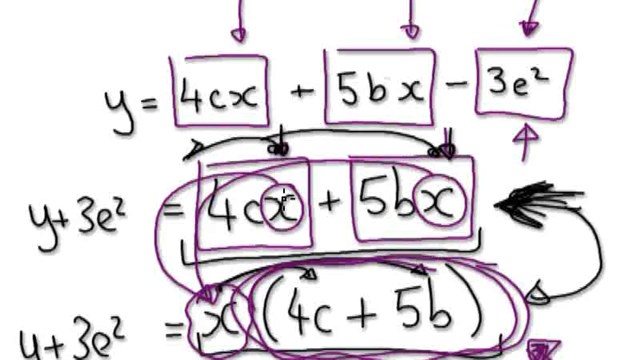 y = 4cx + 5bx - 3e²
y+3e² = 4cx + 5bx
y+3e² = x(4c + 5b)